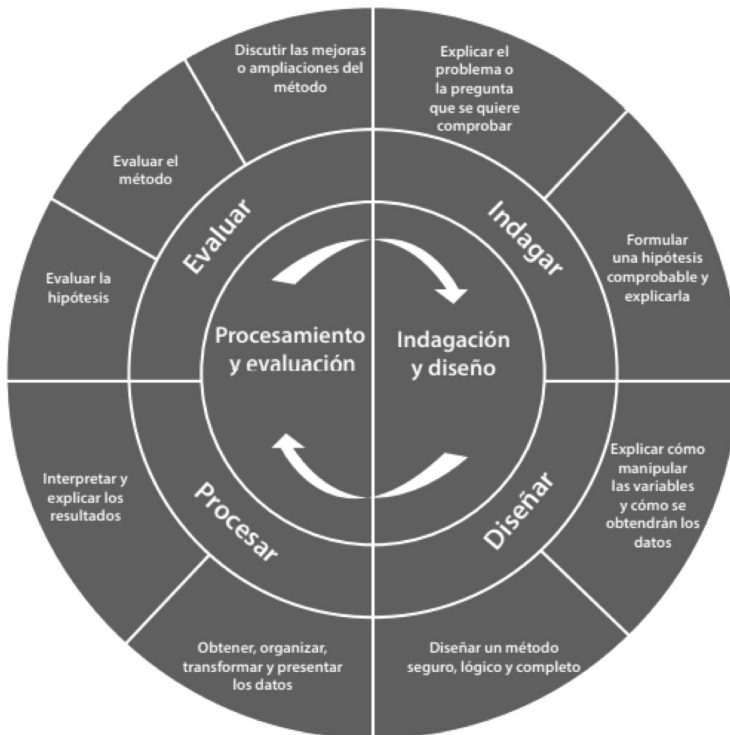 Discutir las mejoras
o ampliaciones del
método
Explicar el
problema o
la pregunta
que se quiere
comprobar
Evaluar el
método
Evaluar la
hipótesis
Evaluar
Indagar
Formular
una hipótesis
comprobable y
explicarla
Procesamiento
y evaluación
Indagación
y diseño
Interpretar y
explicar los
resultados
Procesar
Diseñar
Explicar cómo
manipular
las variables
y cómo se
obtendrán los
datos
Obtener, organizar,
transformar y presentar
los datos
Diseñar un método
seguro, lógico y completo